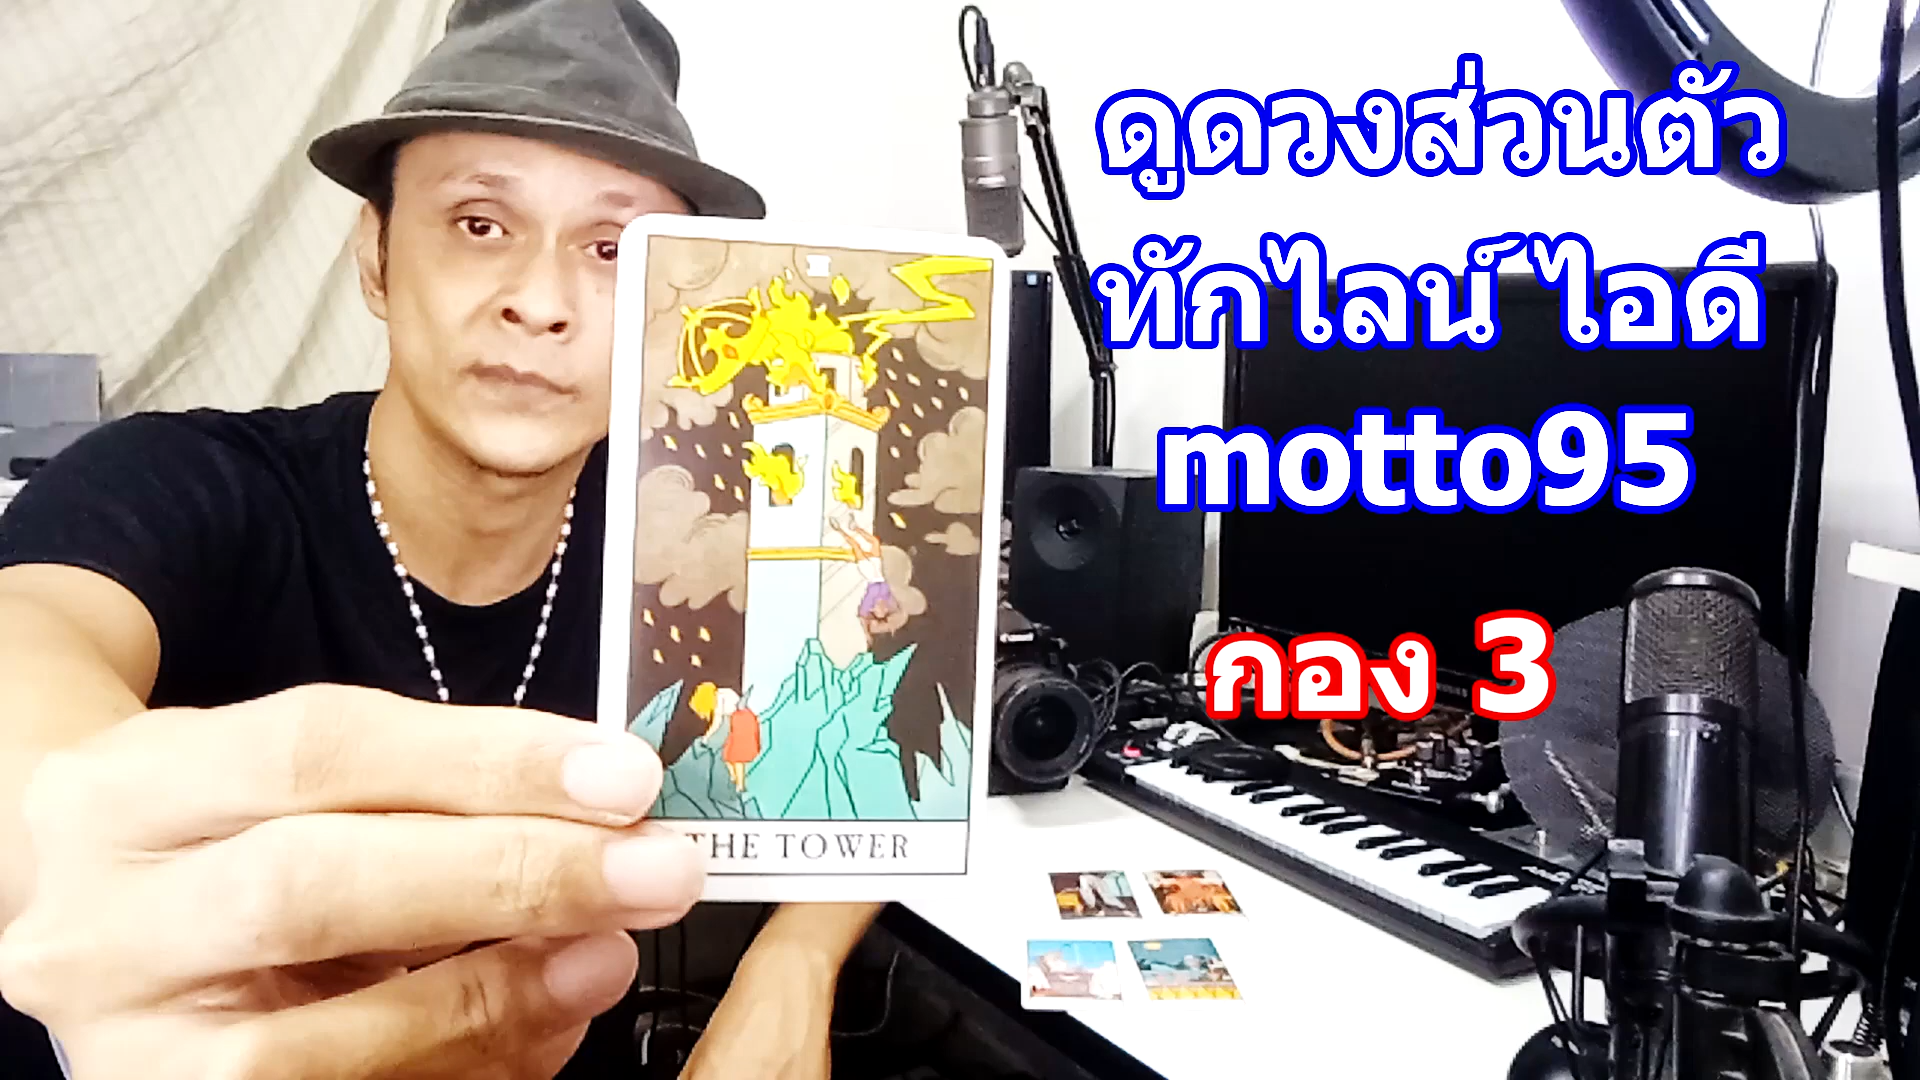 ดูดวงส่วนตัว
ทักไลน์ ไอดี
motto95
กอง 3
THE TOWER
Canon